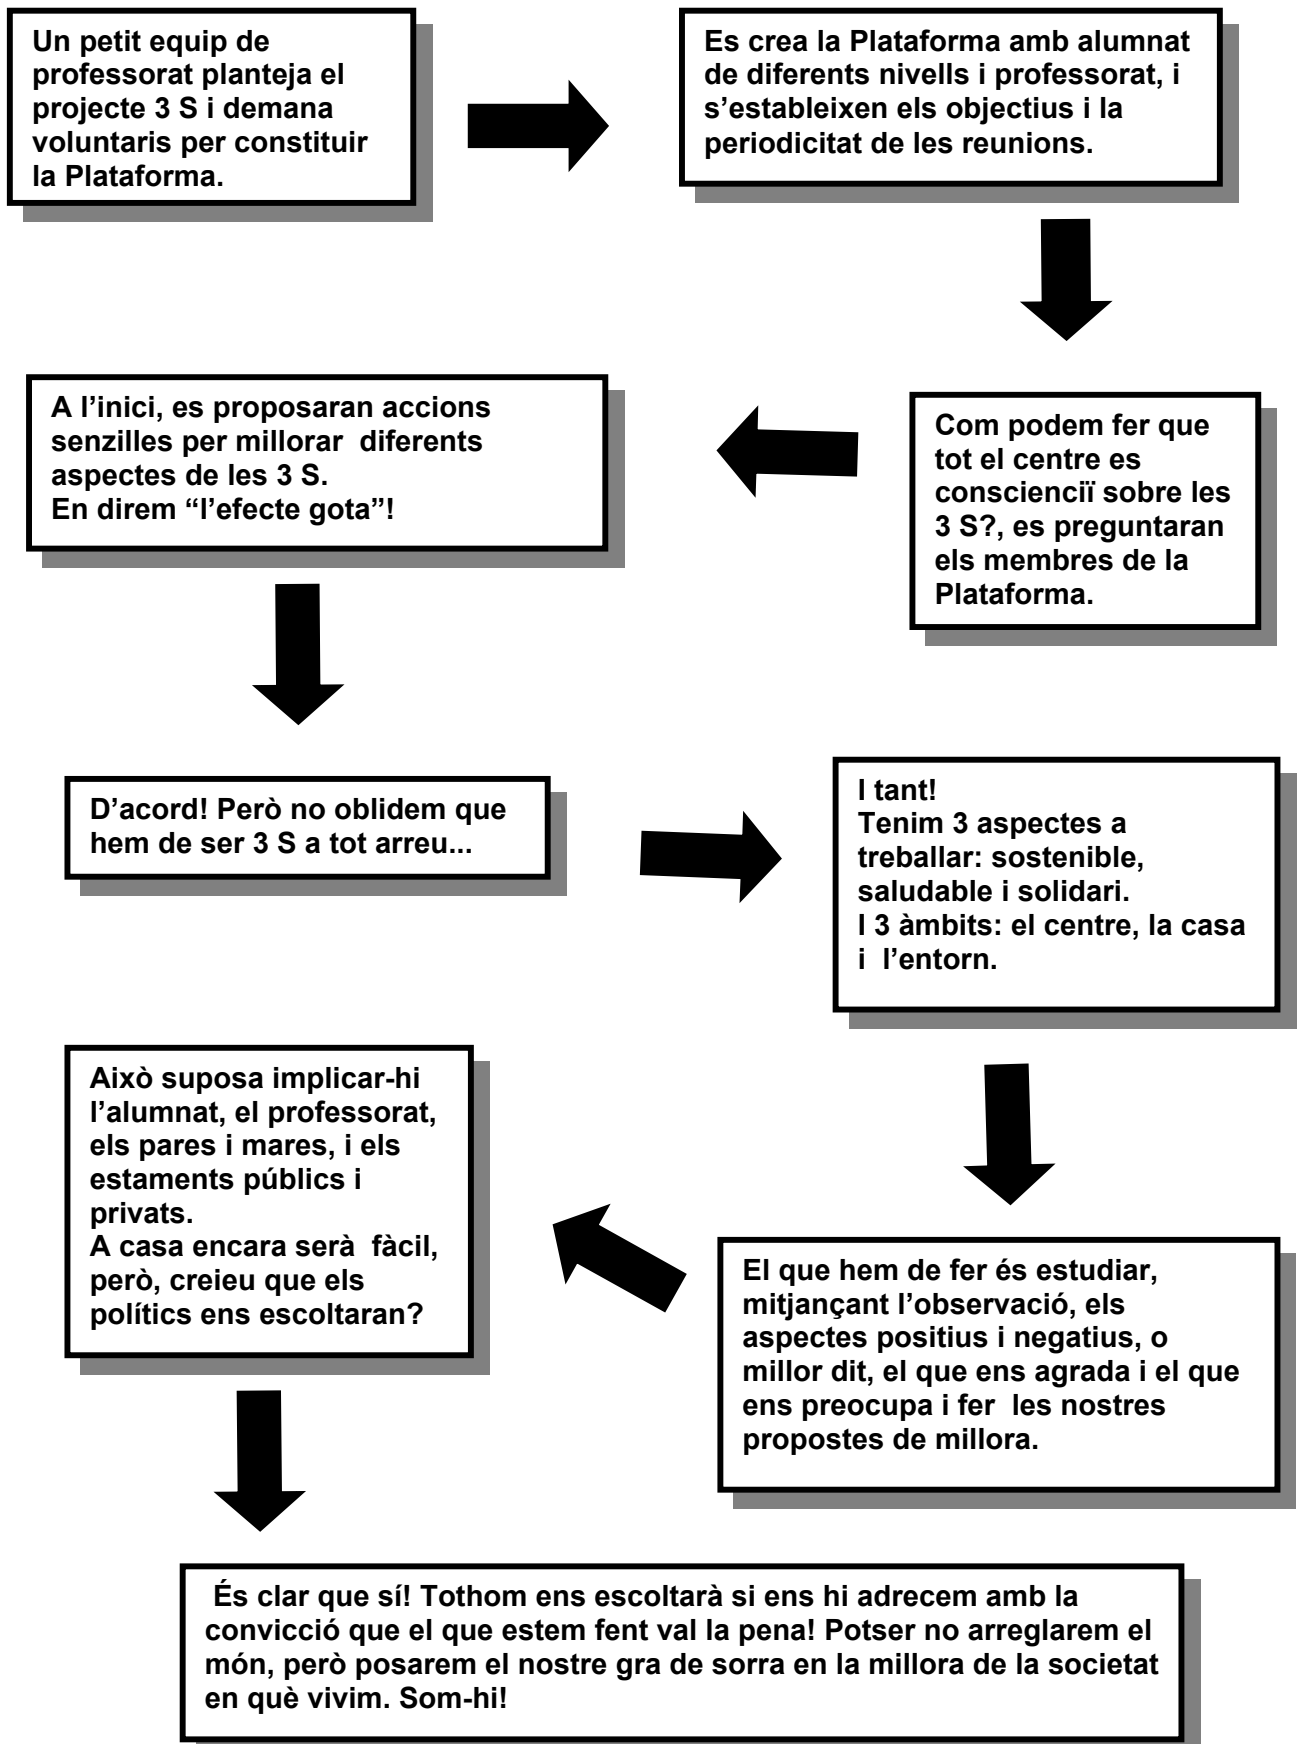 Un petit equip de
professorat planteja el
projecte 3 S i demana
voluntaris per constituir
la Plataforma.
Es crea la Plataforma amb alumnat
de diferents nivells i professorat, i
s’estableixen els objectius i la
periodicitat de les reunions.
Com podem fer que
tot el centre es
conscienciï sobre les
3 S?, es preguntaran
els membres de la
Plataforma.
A l’inici, es proposaran accions
senzilles per millorar diferents
aspectes de les 3 S.
En direm “l’efecte gota”!
D’acord! Però no oblidem que
hem de ser 3 S a tot arreu...
I tant!
Tenim 3 aspectes a
treballar: sostenible,
saludable i solidari.
I 3 àmbits: el centre, la casa
i l’entorn.
El que hem de fer és estudiar,
mitjançant l’observació, els
aspectes positius i negatius, o
millor dit, el que ens agrada i el que
ens preocupa i fer les nostres
propostes de millora.
Això suposa implicar-hi
l’alumnat, el professorat,
els pares i mares, i els
estaments públics i
privats.
A casa encara serà fàcil,
però, creieu que els
polítics ens escoltaran?
És clar que sí! Tothom ens escoltarà si ens hi adrecem amb la
convicció que el que estem fent val la pena! Potser no arreglarem el
món, però posarem el nostre gra de sorra en la millora de la societat
en què vivim. Som-hi!